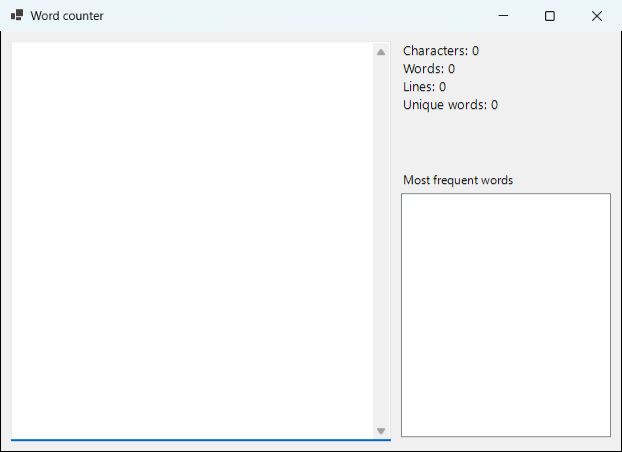 Word counter
Characters: 0
Words: 0
Lines: 0
Unique words: 0
Most frequent words